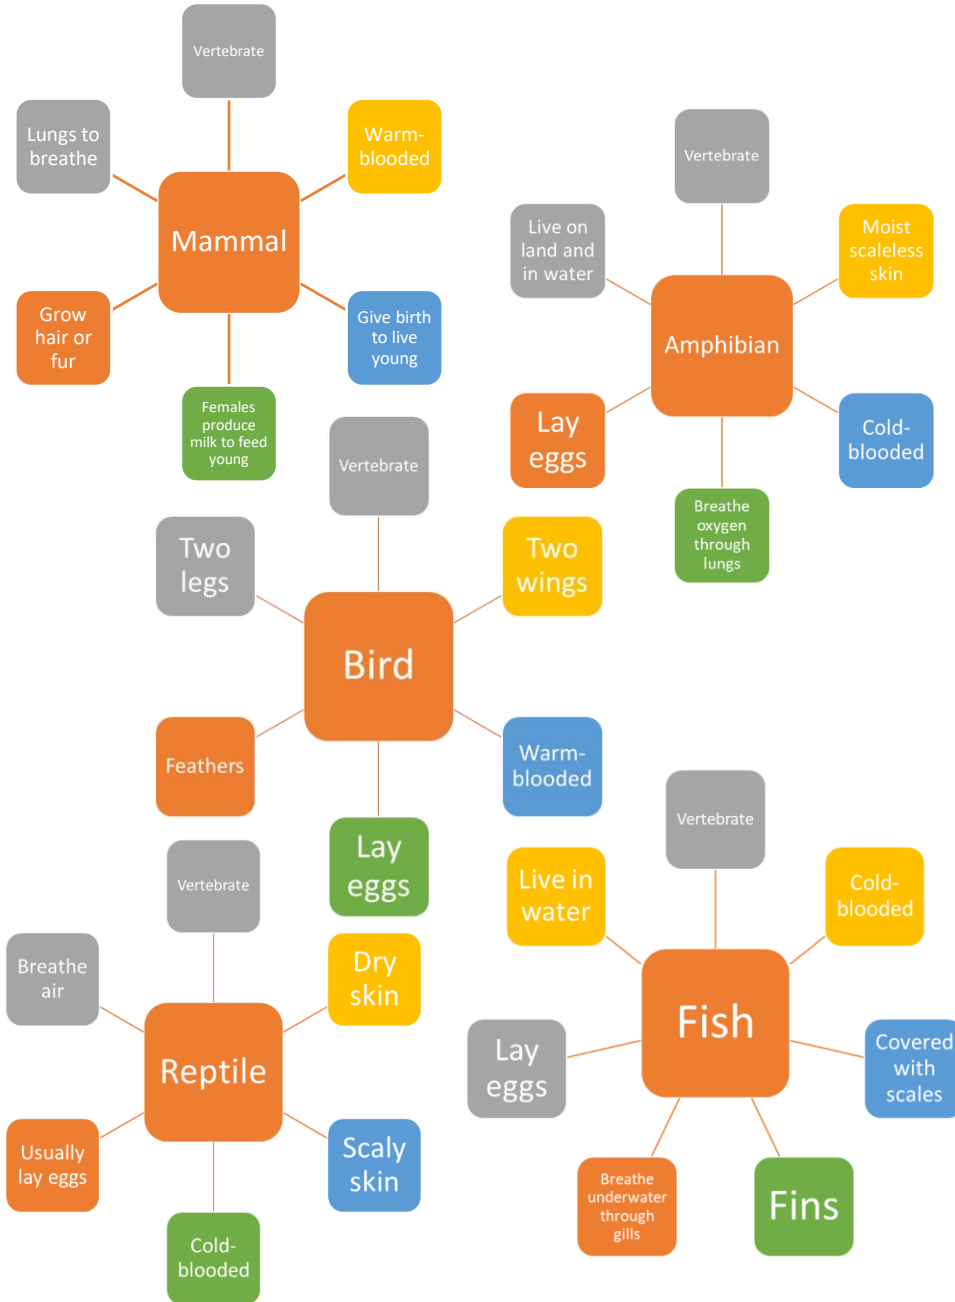 Vertebrate
Lungs to
breathe
Warm-
blooded
Mammal
Grow
hair or
fur
Give birth
to live
young
Females
produce
milk to feed
young
Vertebrate
Live on
land and
in water
Moist
scaleless
skin
Amphibian
Lay
eggs
Cold-
blooded
Breathe
oxygen
through
lungs
Vertebrate
Two
legs
Two
wings
Bird
Feathers
Warm-
blooded
Lay
eggs
Vertebrate
Breathe
air
Dry
skin
Reptile
Usually
lay eggs
Scaly
skin
Cold-
blooded
Vertebrate
Live in
water
Cold-
blooded
Fish
Lay
eggs
Covered
with
scales
Breathe
underwater
through
gills
Fins